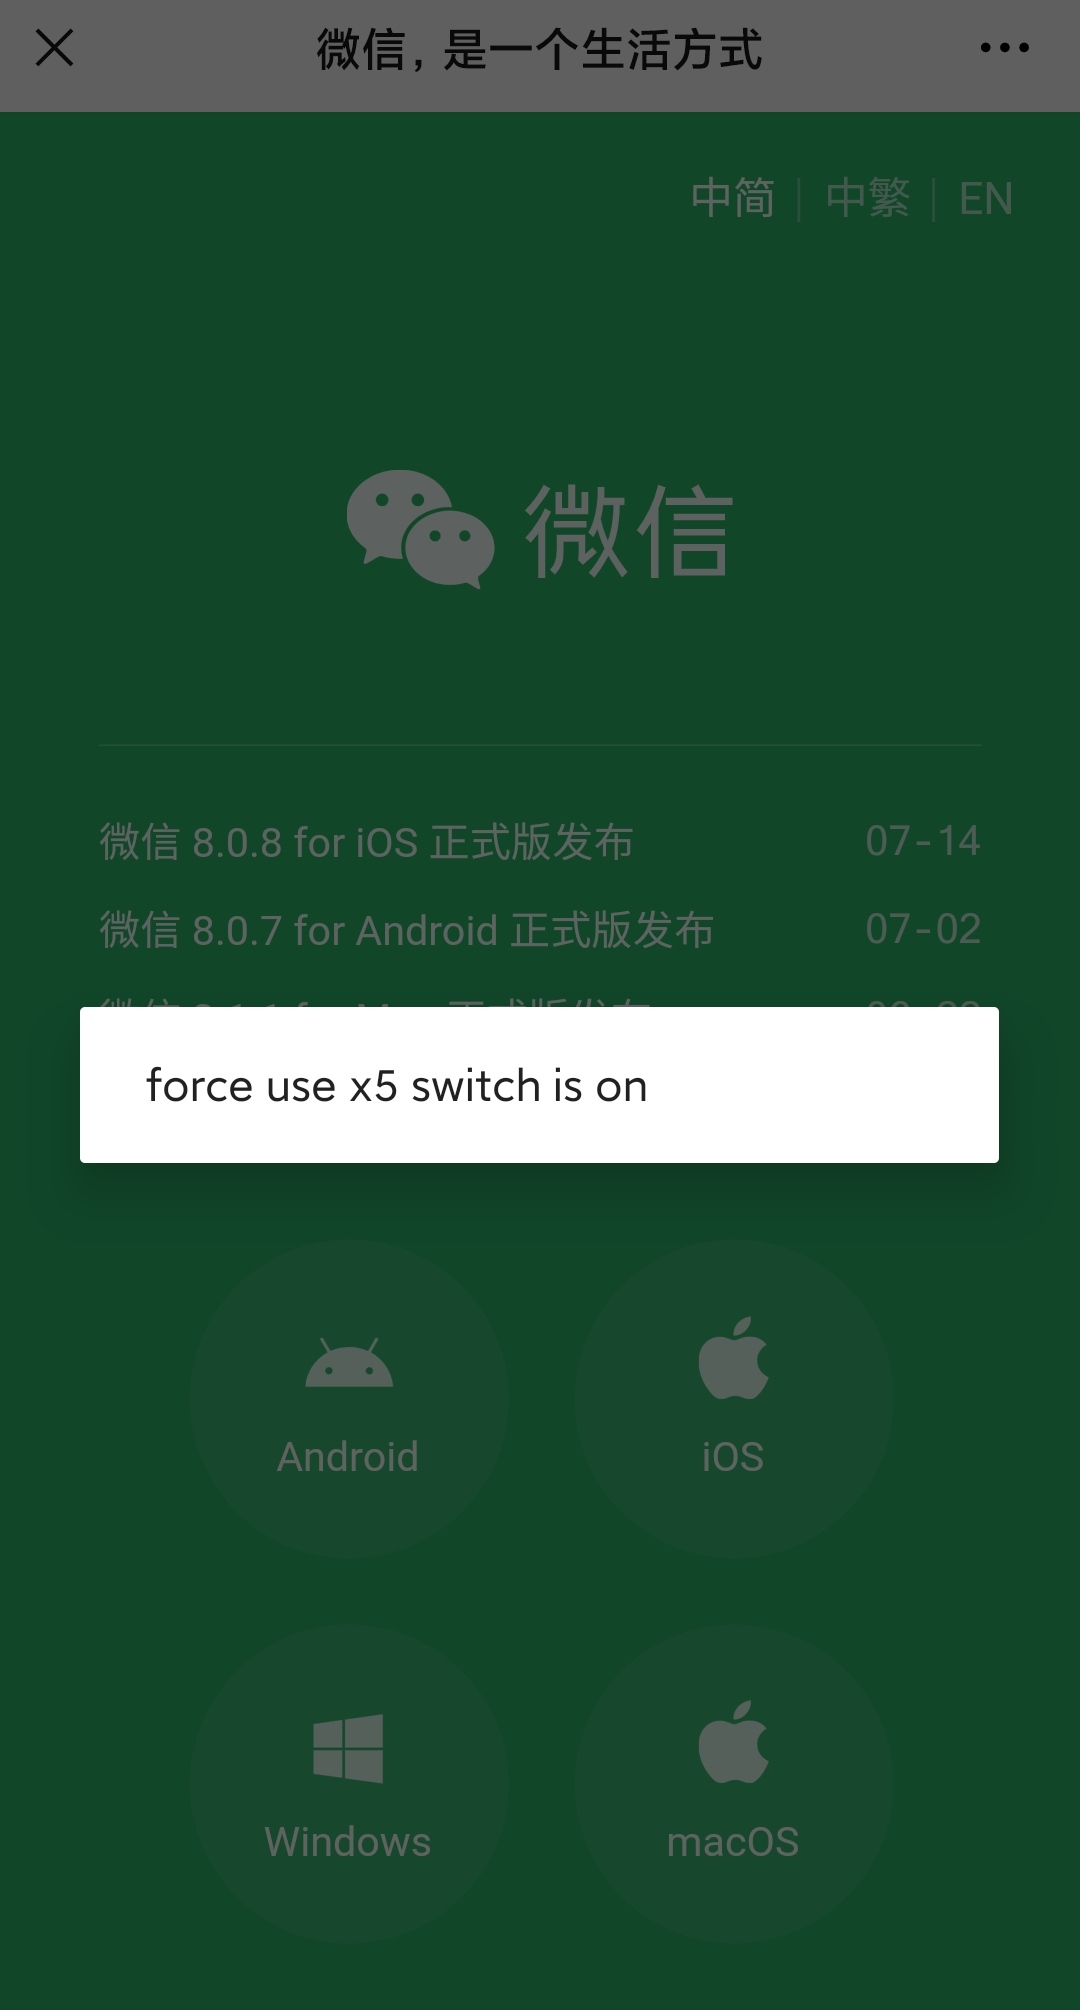 微信，是一个生活方式
中简 | 中繁 | EN
微信
微信 8.0.8 for iOS 正式版发布 07-14
微信 8.0.7 for Android 正式版发布 07-02
force use x5 switch is on
Android
iOS
Windows
macOS